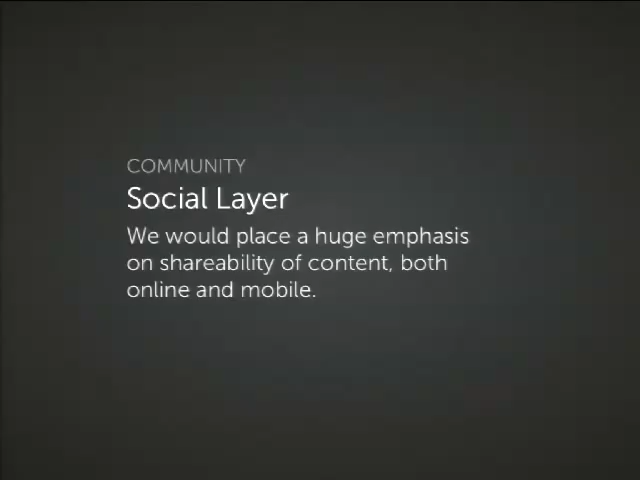 COMMUNITY
Social Layer
We would place a huge emphasis
on shareability of content, both
online and mobile.